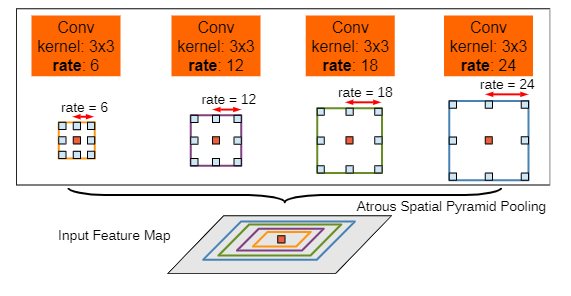 Conv
kernel: 3x3
rate: 6
Conv
kernel: 3x3
rate: 12
Conv
kernel: 3x3
rate: 18
Conv
kernel: 3x3
rate: 24
rate = 6
rate = 12
rate = 18
rate = 24
Atrous Spatial Pyramid Pooling
Input Feature Map